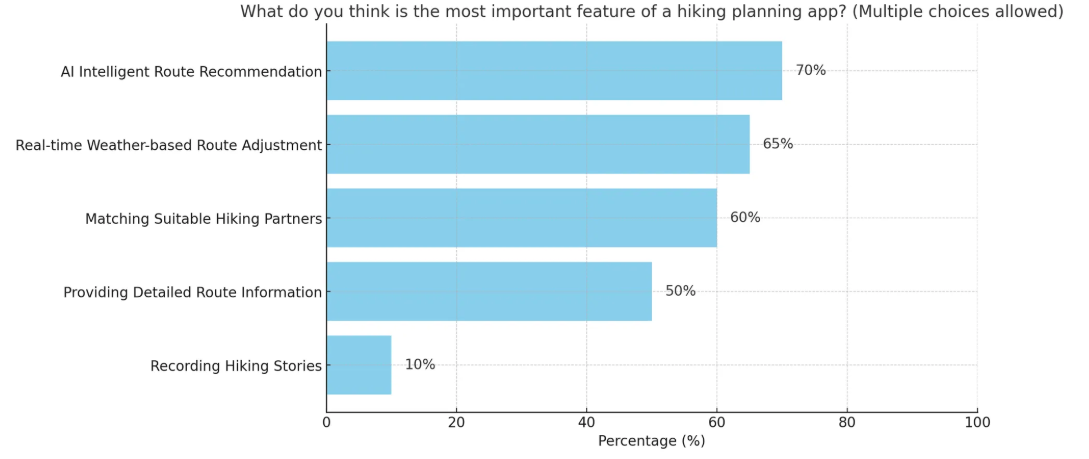 What do you think is the most important feature of a hiking planning app? (Multiple choices allowed)
AI Intelligent Route Recommendation
70%
Real-time Weather-based Route Adjustment
65%
Matching Suitable Hiking Partners
60%
Providing Detailed Route Information
50%
Recording Hiking Stories
10%
0 20 40 60 80 100
Percentage (%)